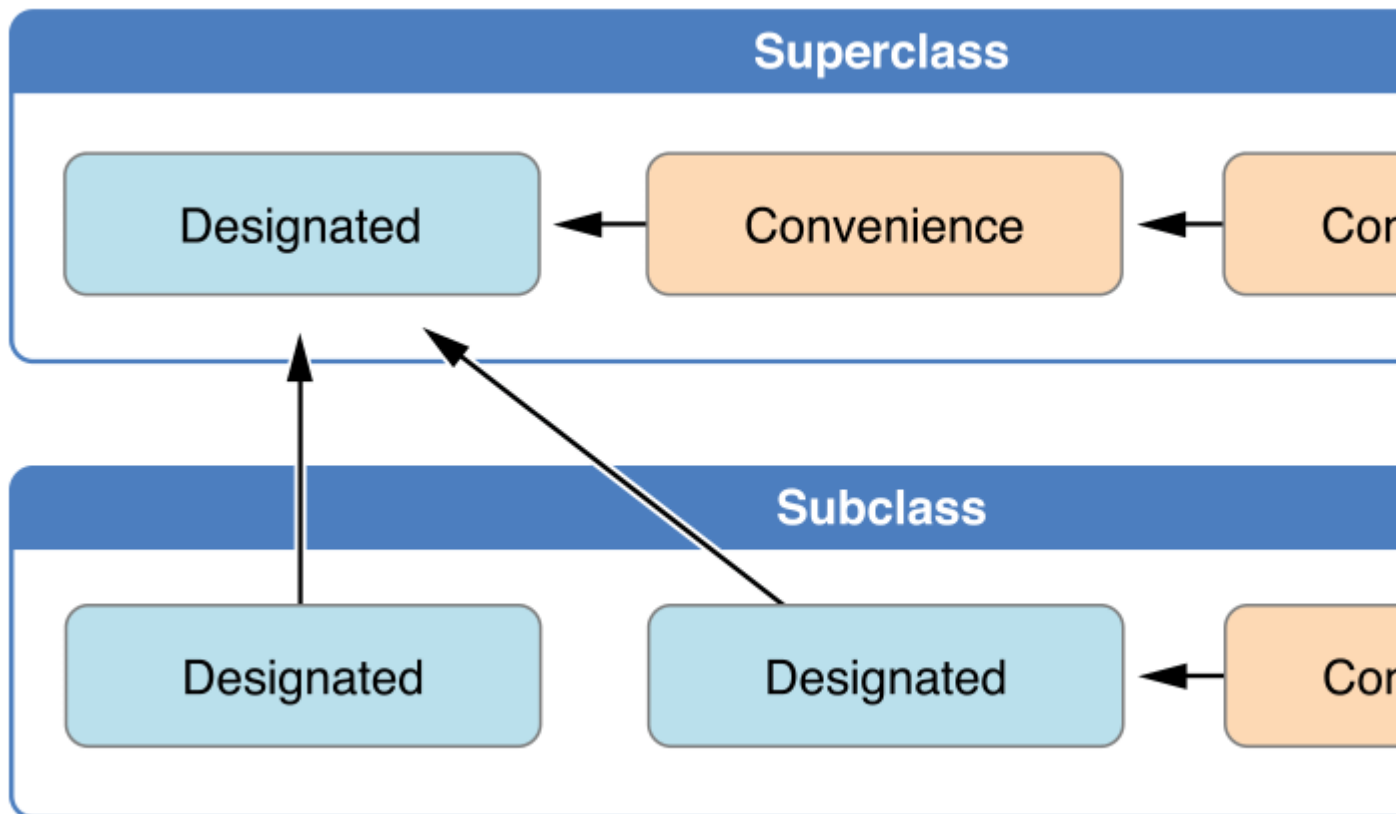 Superclass
Designated
Convenience
Subclass
Designated
Designated